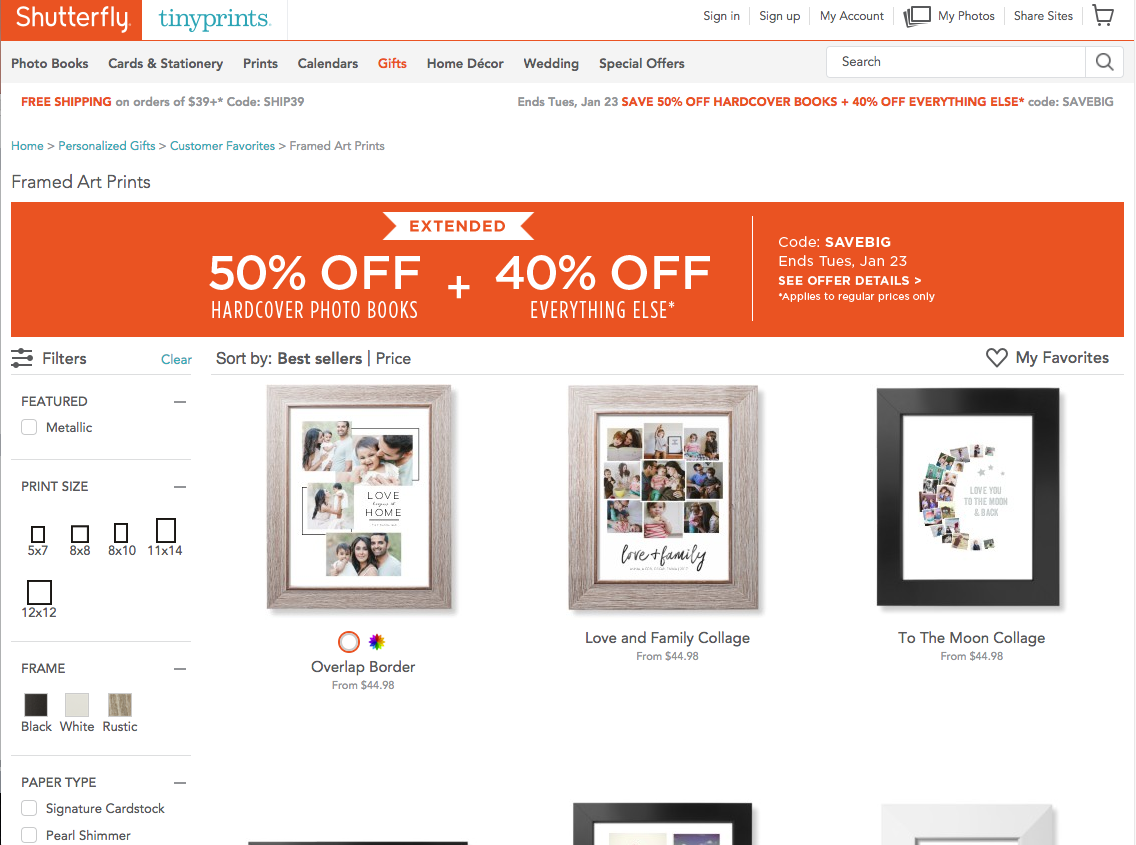 Shutterfly. tinyprints.
Sign in Sign up My Account My Photos Share Sites
Photo Books Cards & Stationery Prints Calendars Gifts Home Décor Wedding Special Offers
Search
FREE SHIPPING on orders of $39+* Code: SHIP39
Ends Tues, Jan 23 SAVE 50% OFF HARDCOVER BOOKS + 40% OFF EVERYTHING ELSE* code: SAVEBIG
Home > Personalized Gifts > Customer Favorites > Framed Art Prints
Framed Art Prints
EXTENDED
50% OFF + 40% OFF
HARDCOVER PHOTO BOOKS EVERYTHING ELSE*
Code: SAVEBIG
Ends Tues, Jan 23
SEE OFFER DETAILS >
*Applies to regular prices only
Filters Clear
Sort by: Best sellers | Price
My Favorites
FEATURED
Metallic
PRINT SIZE
5x7 8x8 8x10 11x14
12x12
FRAME
Black White Rustic
PAPER TYPE
Signature Cardstock
Pearl Shimmer
LOVE
HOME
Overlap Border
From $44.98
love + family
Love and Family Collage
From $44.98
LOVE YOU
TO THE MOON
& BACK
To The Moon Collage
From $44.98